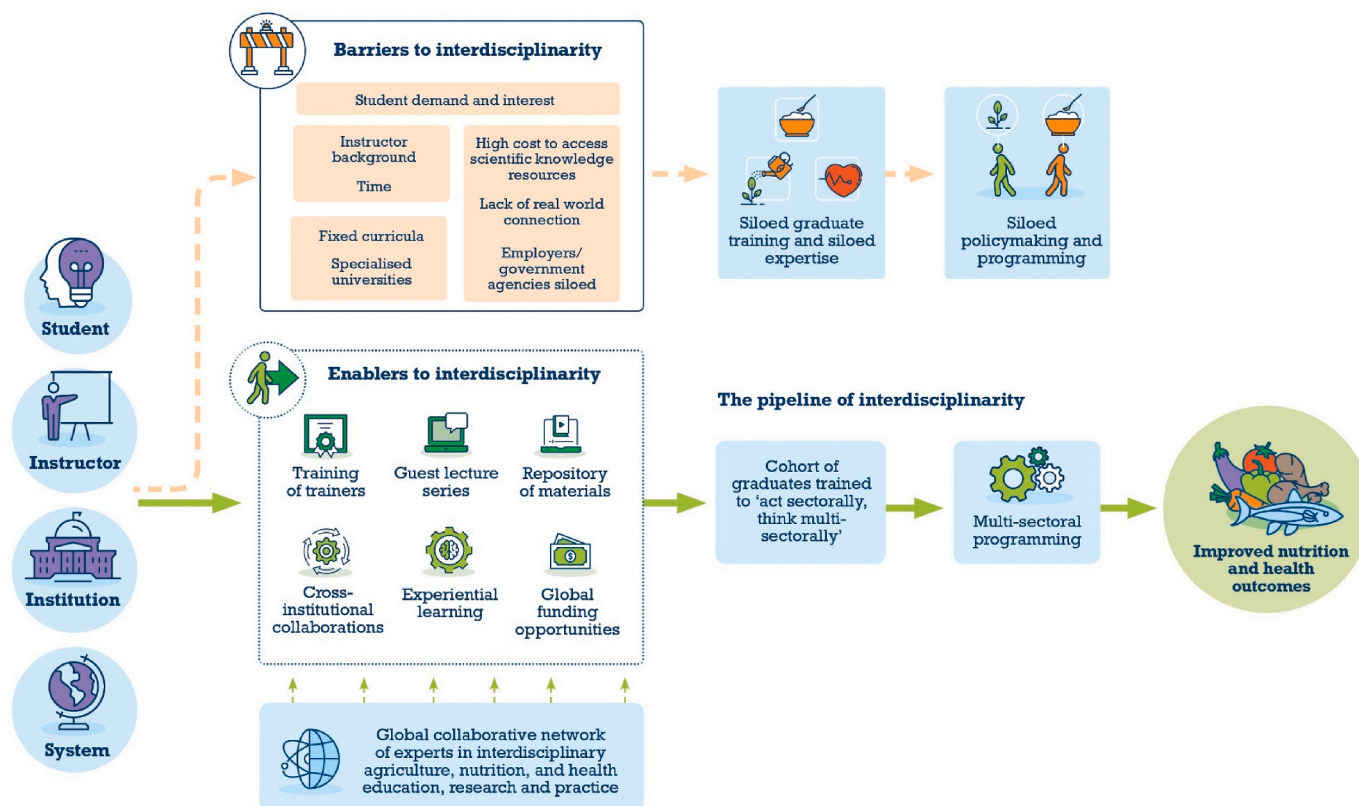 Barriers to interdisciplinarity
Student demand and interest
Instructor
background
Time
Fixed curricula
Specialised
universities
High cost to access
scientific knowledge
resources
Lack of real world
connection
Employers/
government
agencies siloed
Siloed graduate
training and siloed
expertise
Siloed
policymaking and
programming
Student
Instructor
Institution
System
Enablers to interdisciplinarity
Training
of trainers
Guest lecture
series
Repository
of materials
Cross-
institutional
collaborations
Experiential
learning
Global
funding
opportunities
The pipeline of interdisciplinarity
Cohort of
graduates trained
to ‘act sectorally,
think multi-
sectorally’
Multi-sectoral
programming
Improved nutrition
and health
outcomes
Global collaborative network
of experts in interdisciplinary
agriculture, nutrition, and health
education, research and practice